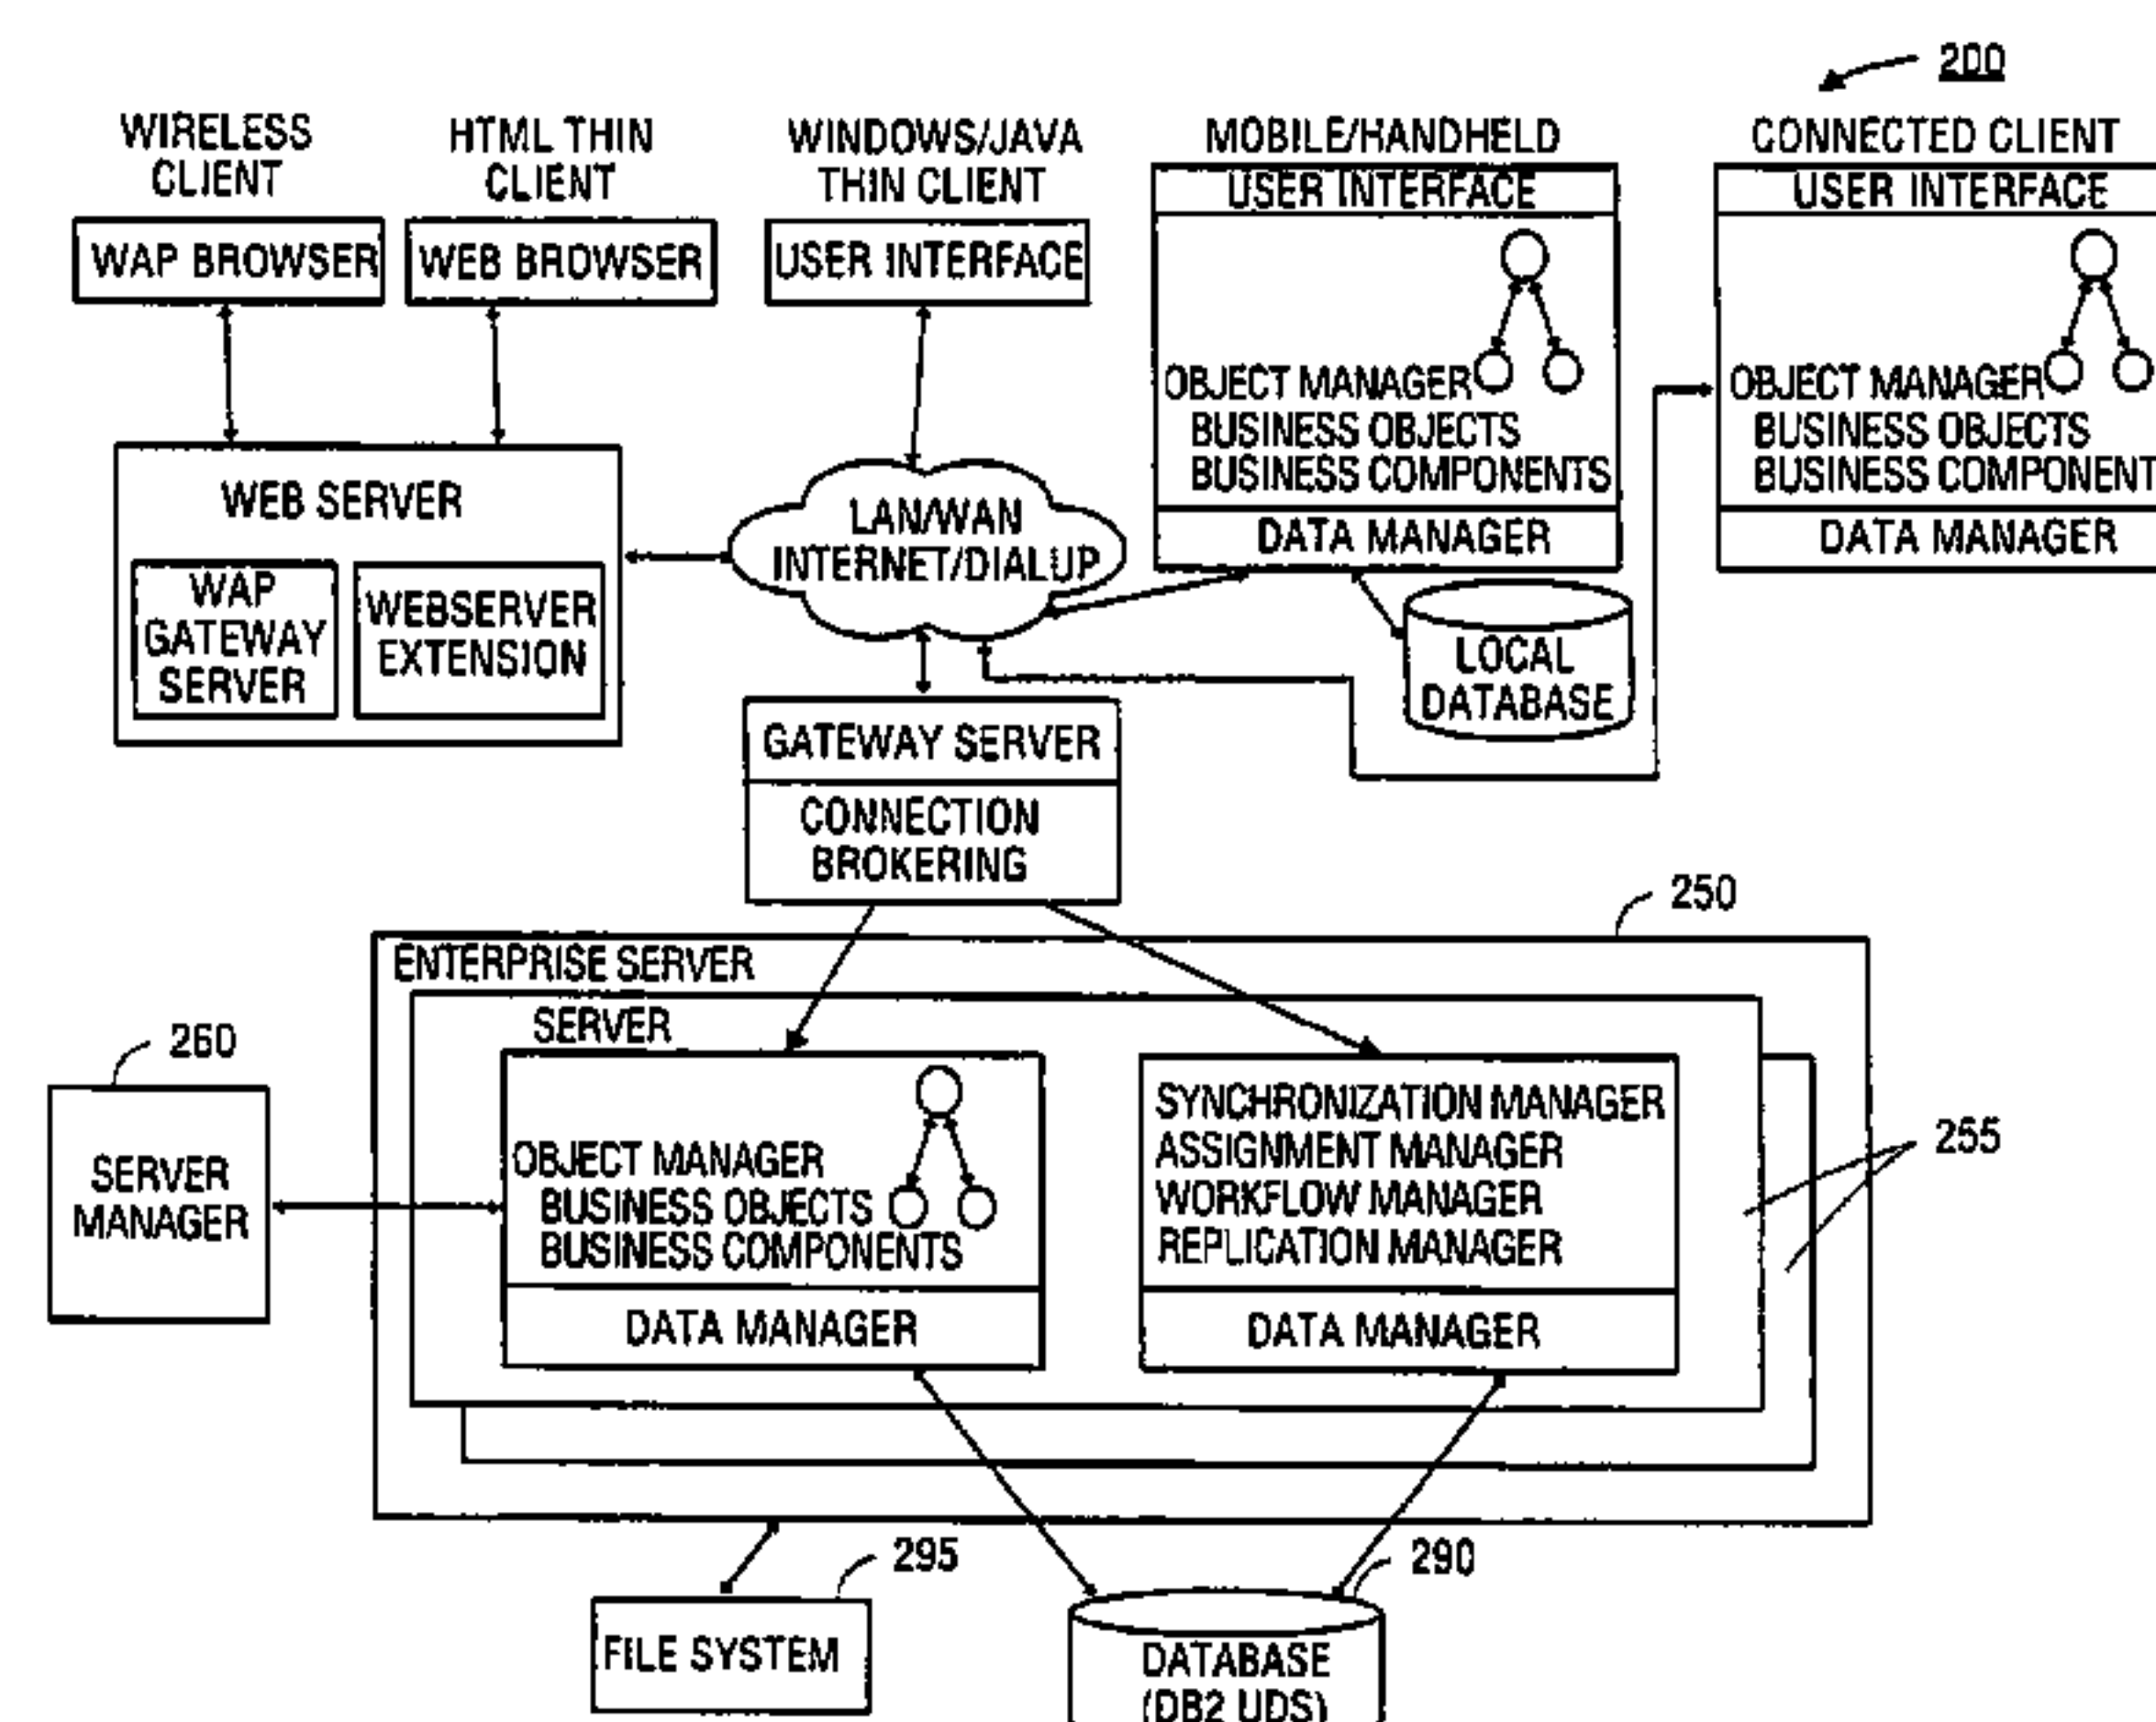 200
WIRELESS
CLIENT
WAP BROWSER
HTML THIN
CLIENT
WEB BROWSER
WINDOWS/JAVA
THIN CLIENT
USER INTERFACE
MOBILE/HANDHELD
USER INTERFACE
OBJECT MANAGER
BUSINESS OBJECTS
BUSINESS COMPONENTS
DATA MANAGER
CONNECTED CLIENT
USER INTERFACE
OBJECT MANAGER
BUSINESS OBJECTS
BUSINESS COMPONENT
DATA MANAGER
WEB SERVER
WAP
GATEWAY
SERVER
WEBSERVER
EXTENSION
LAN/WAN
INTERNET/DIALUP
LOCAL
DATABASE
GATEWAY SERVER
CONNECTION
BROKERING
250
ENTERPRISE SERVER
SERVER
260
SERVER
MANAGER
OBJECT MANAGER
BUSINESS OBJECTS
BUSINESS COMPONENTS
DATA MANAGER
SYNCHRONIZATION MANAGER
ASSIGNMENT MANAGER
WORKFLOW MANAGER
REPLICATION MANAGER
DATA MANAGER
255
295
FILE SYSTEM
290
DATABASE
(DB2 UDS)